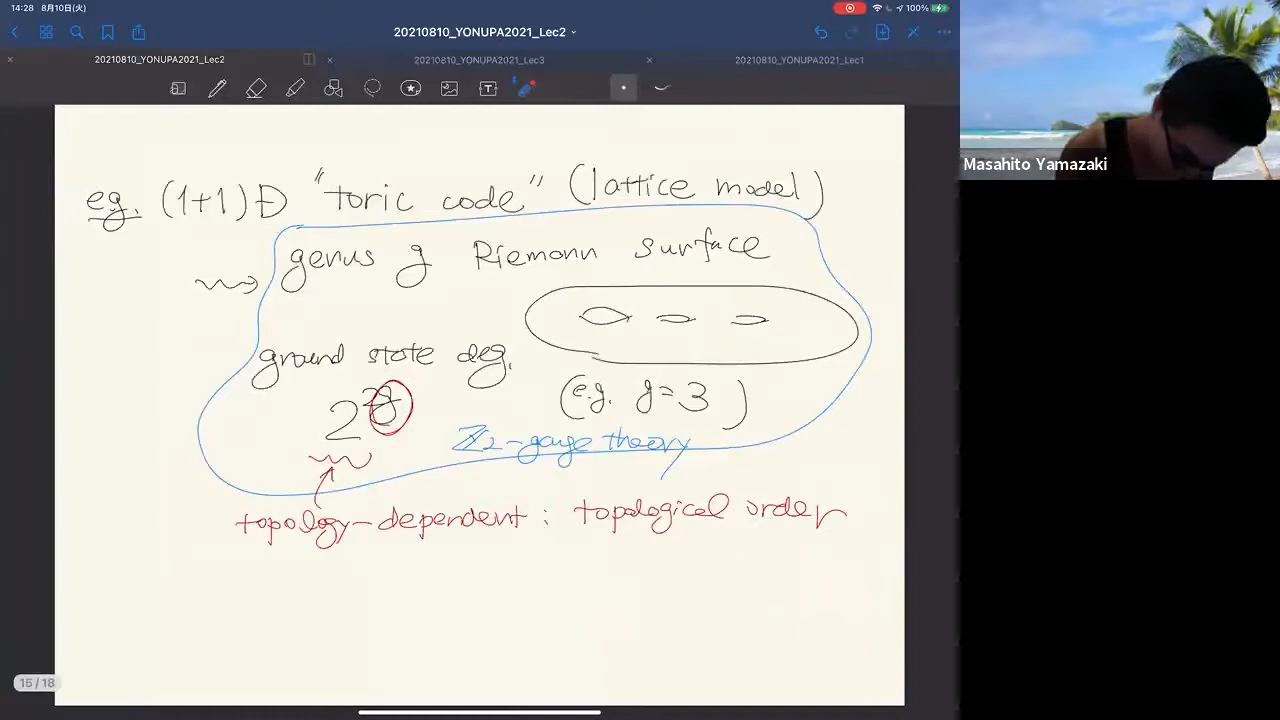 14:28 8月10日(火)
100%
20210810_YONUPA2021_Lec2
20210810_YONUPA2021_Lec2
20210810_YONUPA2021_Lec3
20210810_YONUPA2021_Lec1
Masahito Yamazaki
eg. (1+1)D "toric code" (lattice model)
genus g Riemann surface
ground state deg.
2^{2g}
(e.g. g=3)
Z2-gauge theory
topology-dependent : topological order
15 / 18